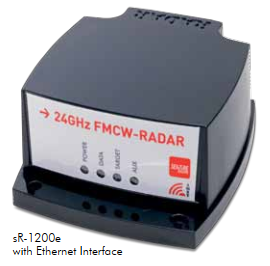 → 24GHz FMCW-RADAR
POWER
DATA
TARGET
AUX
sR-1200e
with Ethernet Interface